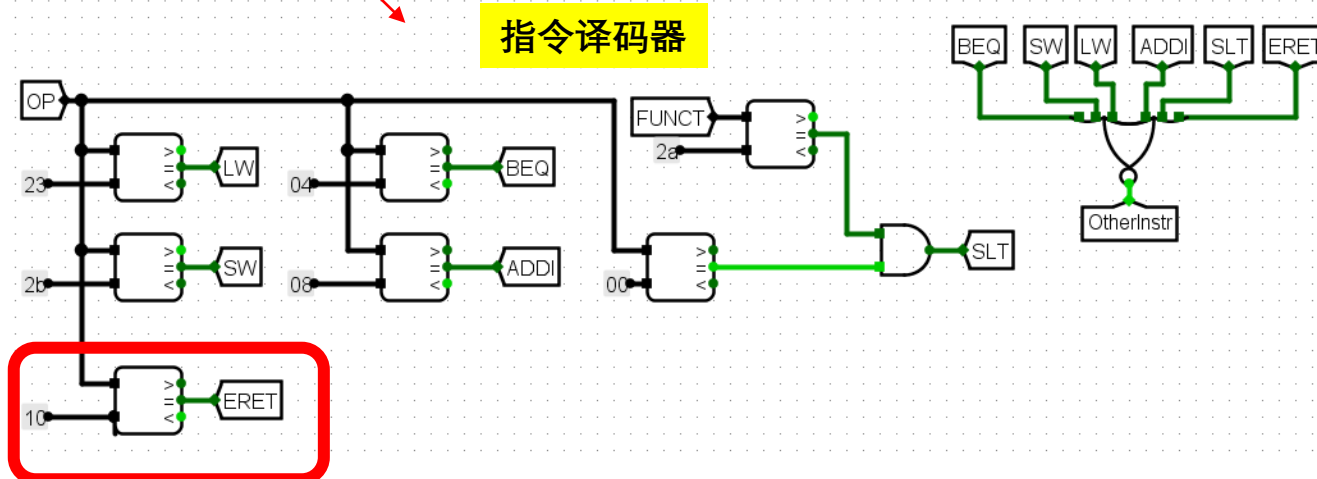 指令译码器
BEQ SW LW ADDI SLT ERET
OP
FUNCT
2a
> = <
> = < LW
23
> = < BEQ
04
OtherInstr
> = < SW
2b
> = < ADDI
08
> = <
00
SLT
> = < ERET
10